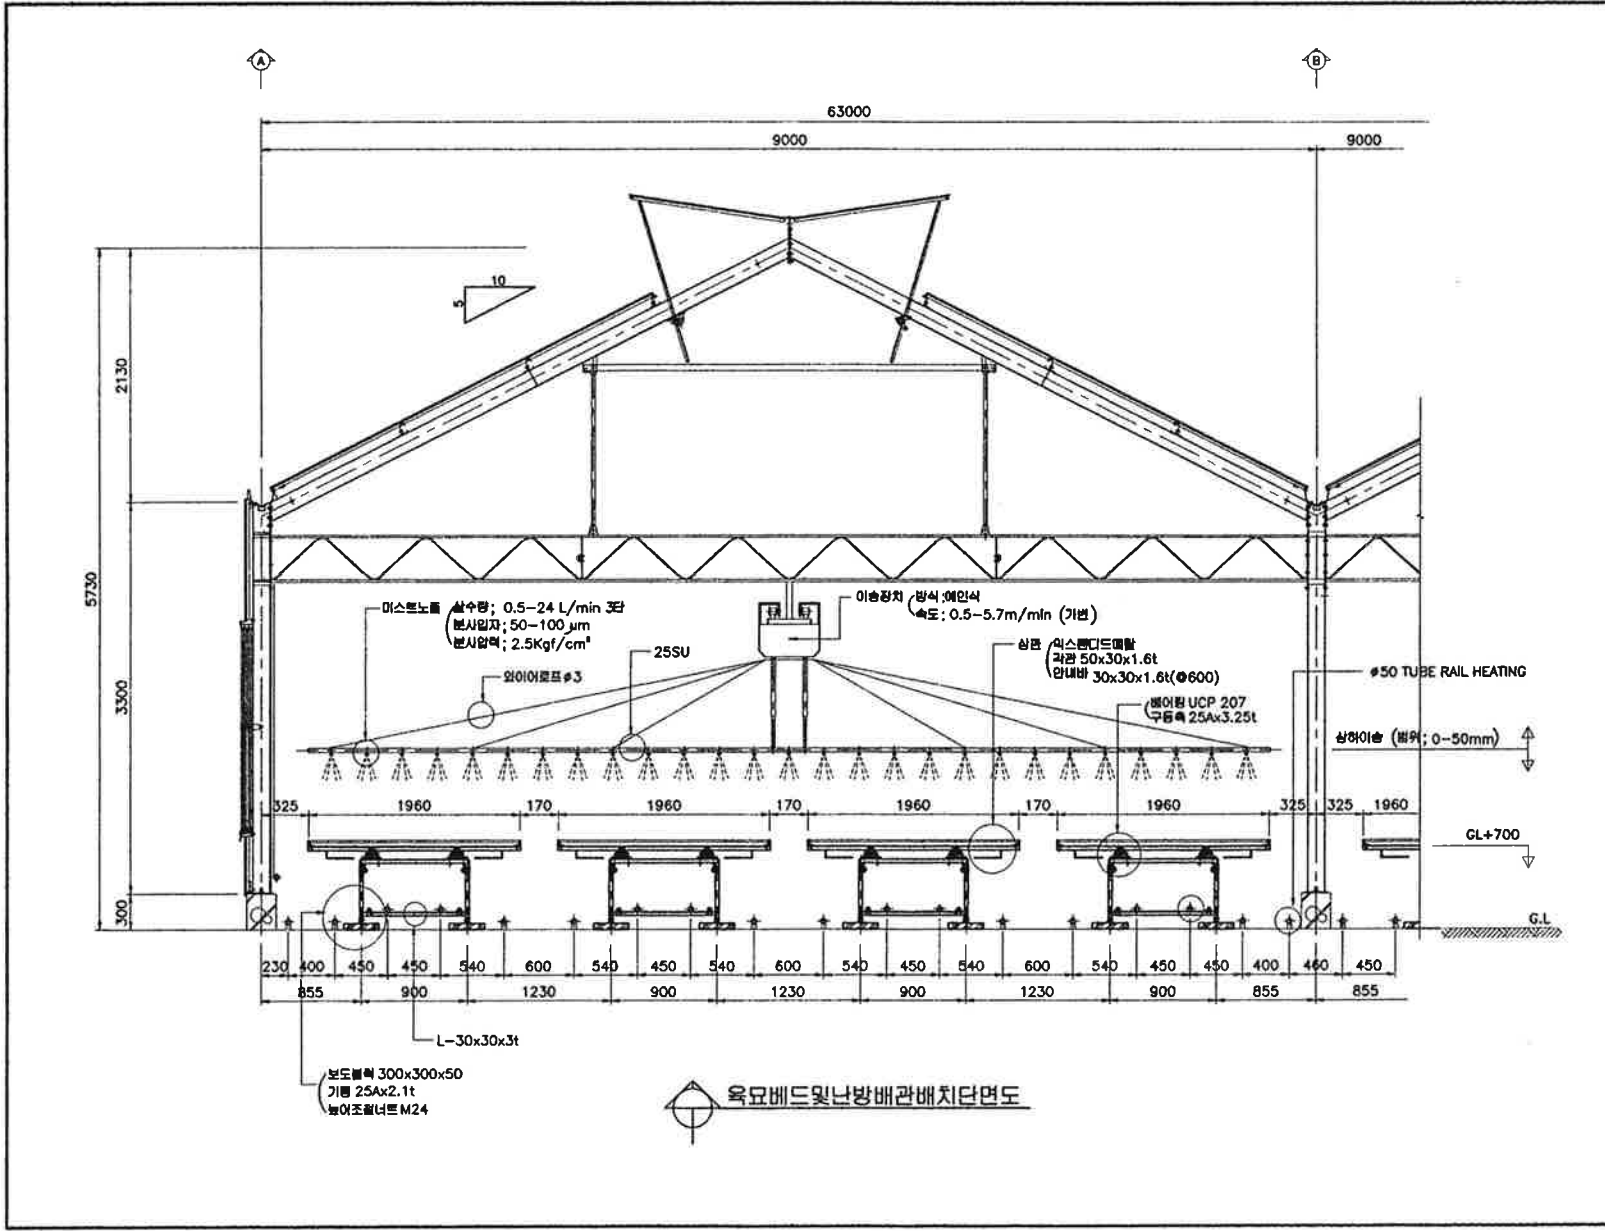 A
B
63000
9000
9000
10
5
2130
5730
3300
300
미스트노즐
살수량; 0.5-24 L/min 3단
분사입자; 50-100 μm
분사압력; 2.5Kgf/cm²
와이어로프φ3
25SU
이송장치
방식;예인식
속도; 0.5-5.7m/min (가변)
상판
익스팬디드메탈
각관 50x30x1.6t
안내바 30x30x1.6t(@600)
베어링 UCP 207
구동축 25Ax3.25t
φ50 TUBE RAIL HEATING
상하이송 (범위; 0-50mm)
325 1960 170 1960 170 1960 170 1960 325 325 1960
GL+700
G.L
230 400 450 450 540 600 540 450 540 600 540 450 540 600 540 450 450 400 460 450
855 900 1230 900 1230 900 1230 900 855 855
L-30x30x3t
보도블럭 300x300x50
기둥 25Ax2.1t
높이조절너트 M24
육묘베드및난방배관배치단면도